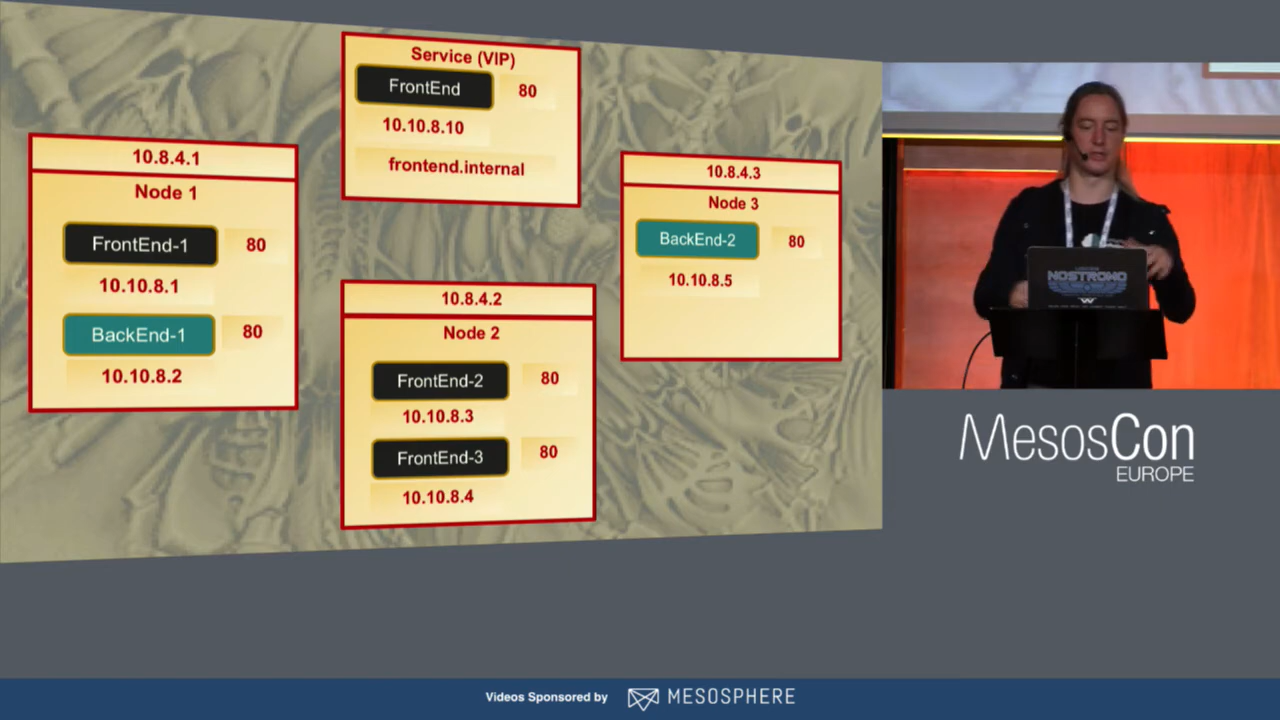 Service (VIP)
FrontEnd 80
10.10.8.10
frontend.internal
10.8.4.1
Node 1
FrontEnd-1 80
10.10.8.1
BackEnd-1 80
10.10.8.2
10.8.4.2
Node 2
FrontEnd-2 80
10.10.8.3
FrontEnd-3 80
10.10.8.4
10.8.4.3
Node 3
BackEnd-2 80
10.10.8.5
NOSTROMO
MesosCon
EUROPE
Videos Sponsored by MESOSPHERE